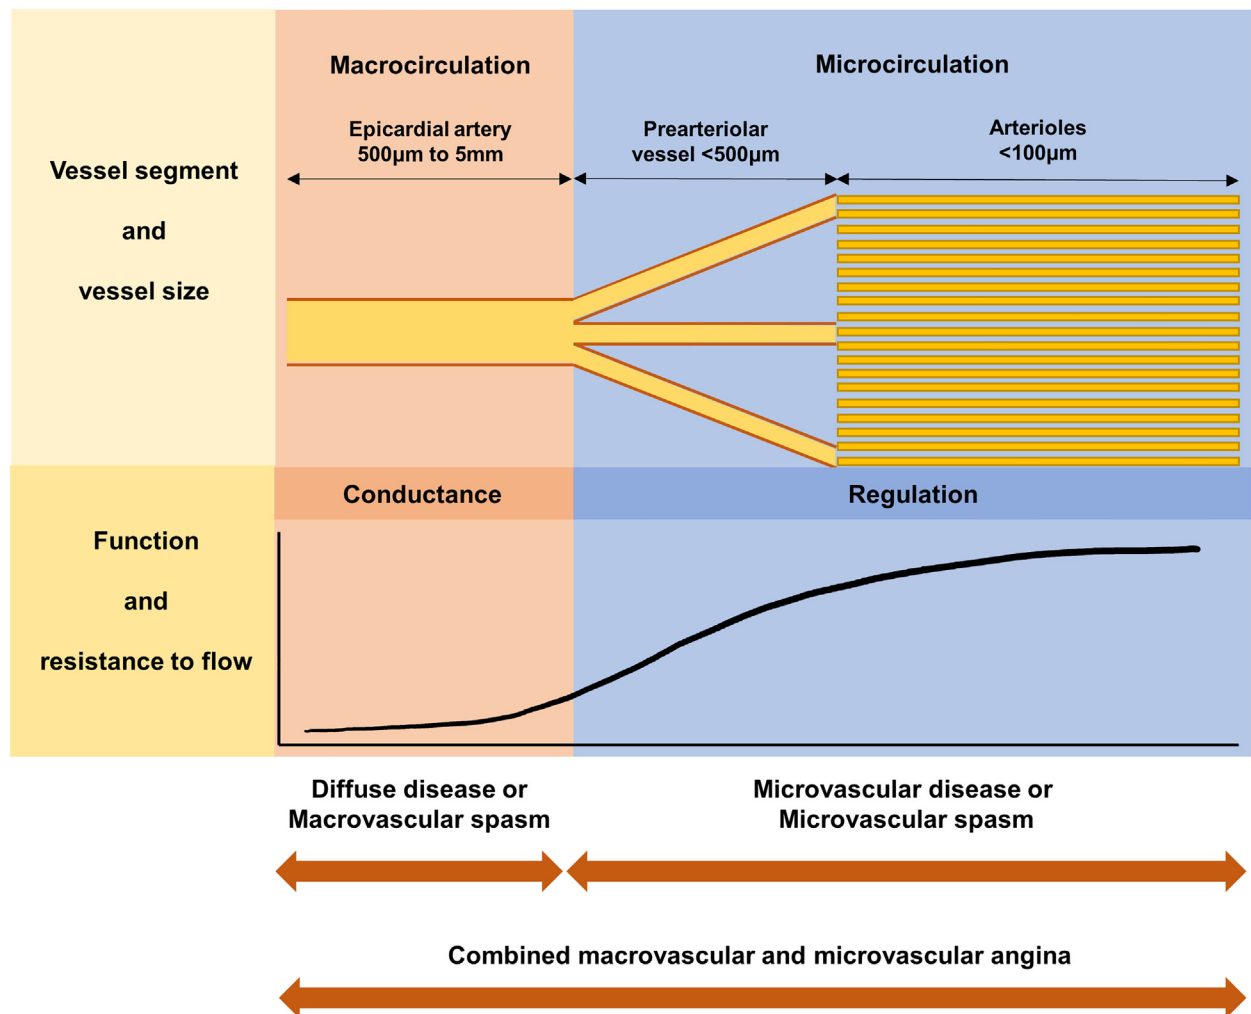 Macrocirculation
Microcirculation
Epicardial artery
500µm to 5mm
Prearteriolar
vessel <500µm
Arterioles
<100µm
Vessel segment
and
vessel size
Conductance
Regulation
Function
and
resistance to flow
Diffuse disease or
Macrovascular spasm
Microvascular disease or
Microvascular spasm
Combined macrovascular and microvascular angina